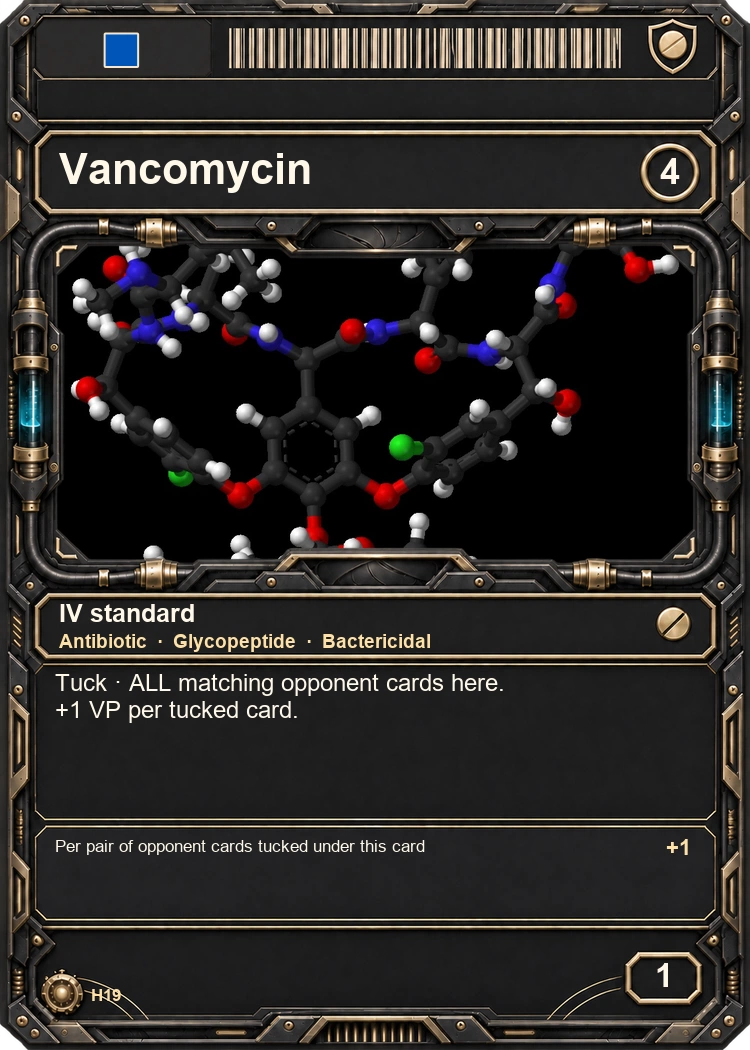 Vancomycin
4
IV standard
Antibiotic · Glycopeptide · Bactericidal
Tuck · ALL matching opponent cards here.
+1 VP per tucked card.
Per pair of opponent cards tucked under this card
+1
H19
1